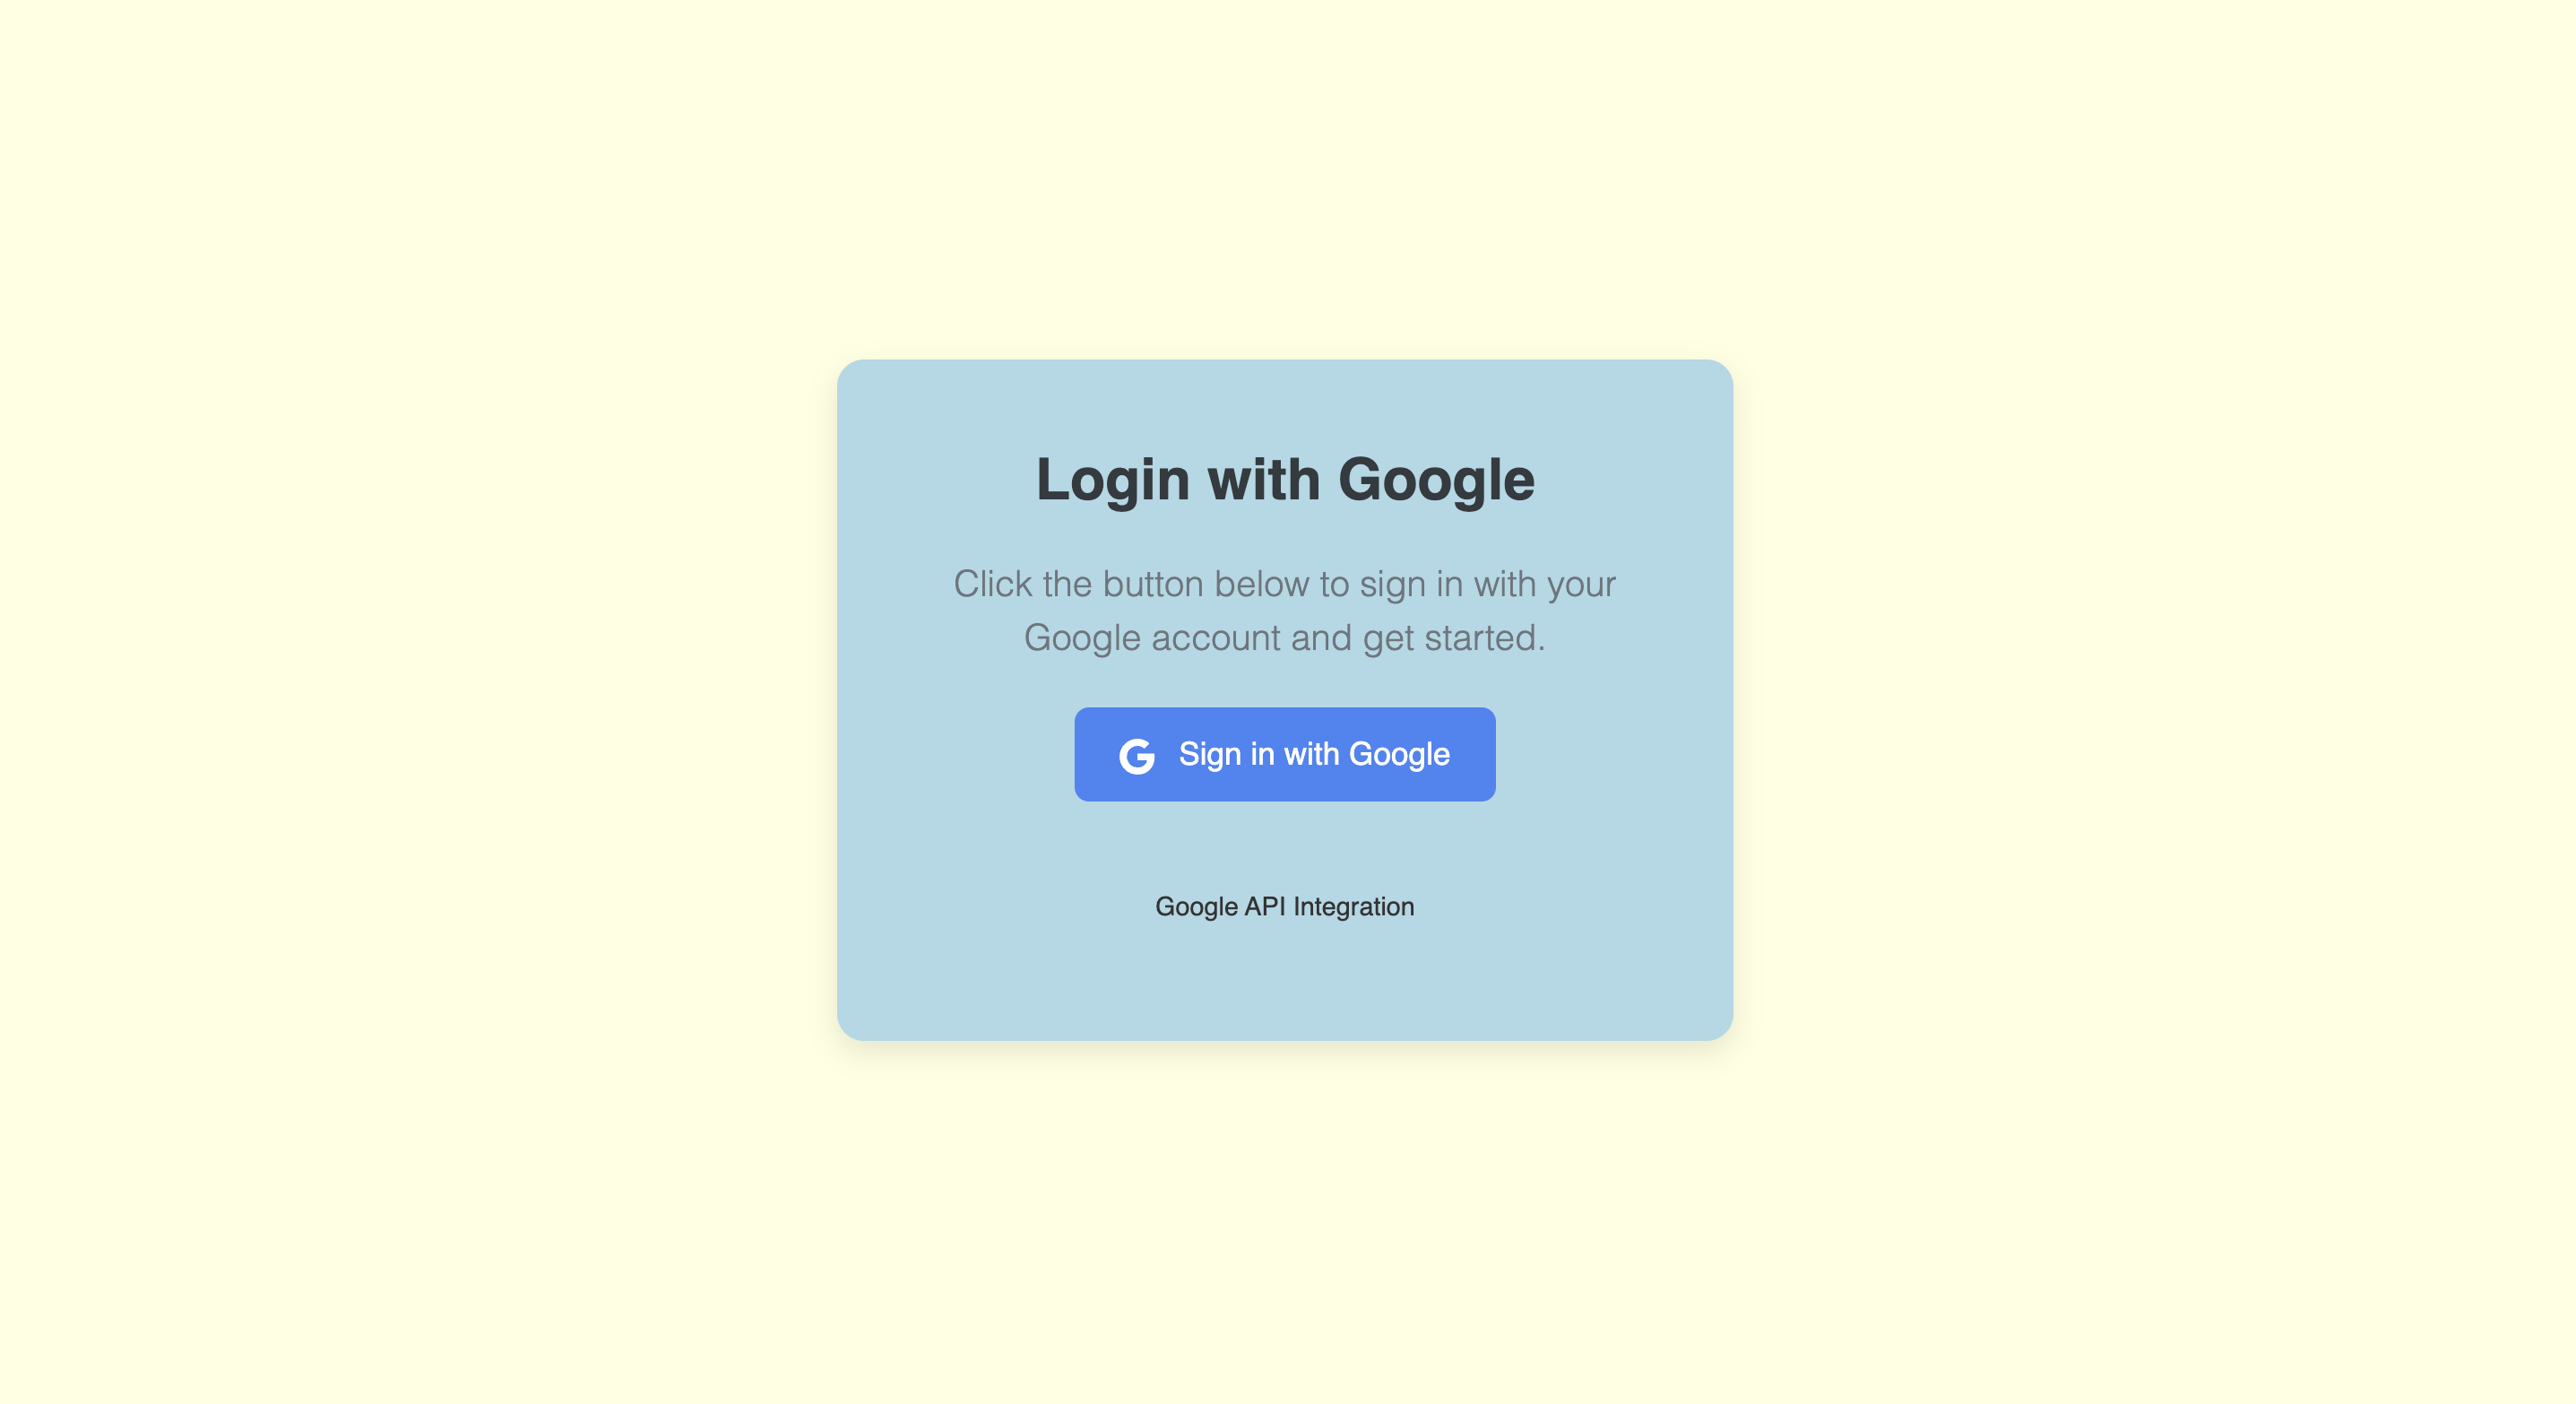 Login with Google
Click the button below to sign in with your
Google account and get started.
G Sign in with Google
Google API Integration